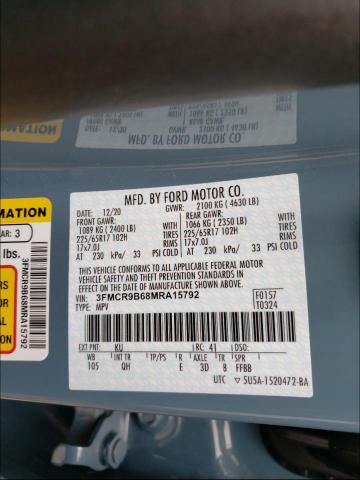 MFD. BY FORD MOTOR CO.
DATE: 12/20 GVWR: 2100 KG ( 4630 LB)
FRONT GAWR: REAR GAWR:
1089 KG ( 2400 LB) 1066 KG ( 2350 LB)
225/65R17 102H TIRES 225/65R17 102H
17x7.0J RIMS 17x7.0J
AT 230 kPa/ 33 PSI COLD AT 230 kPa/ 33 PSI COLD
THIS VEHICLE CONFORMS TO ALL APPLICABLE FEDERAL MOTOR
VEHICLE SAFETY AND THEFT PREVENTION STANDARDS IN
EFFECT ON THE DATE OF MANUFACTURE SHOWN ABOVE.
VIN: 3FMCR9B68MRA15792 F0157
TYPE: MPV T0324
EXT PNT: KU RC: 41 DSO:
WB INT TR TP/PS R AXLE TR SPR
105 QH E 3D 8 FFBB
UTC 5U5A-1520472-BA
MATION
AR: 3
lbs.
3FMCR9B68MRA15792